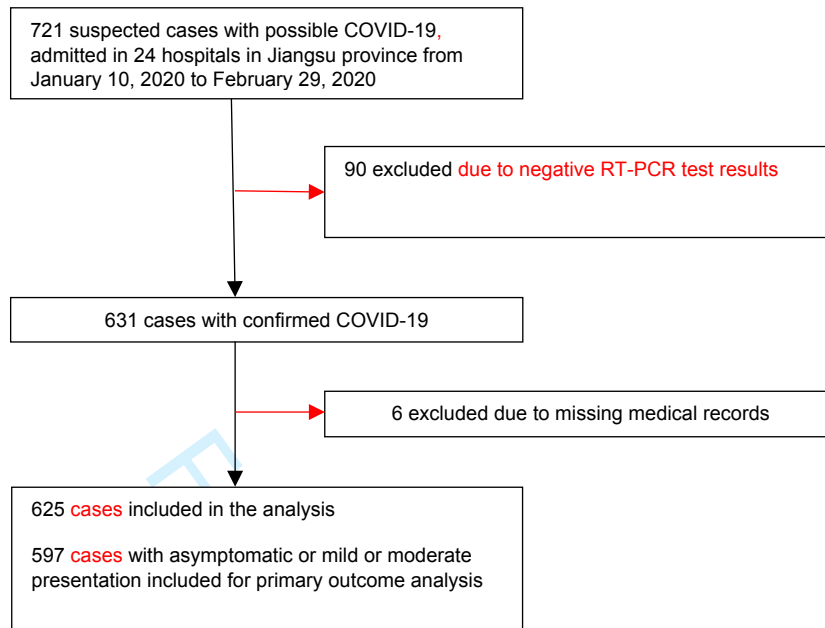 721 suspected cases with possible COVID-19,
admitted in 24 hospitals in Jiangsu province from
January 10, 2020 to February 29, 2020
90 excluded due to negative RT-PCR test results
631 cases with confirmed COVID-19
6 excluded due to missing medical records
625 cases included in the analysis
597 cases with asymptomatic or mild or moderate
presentation included for primary outcome analysis